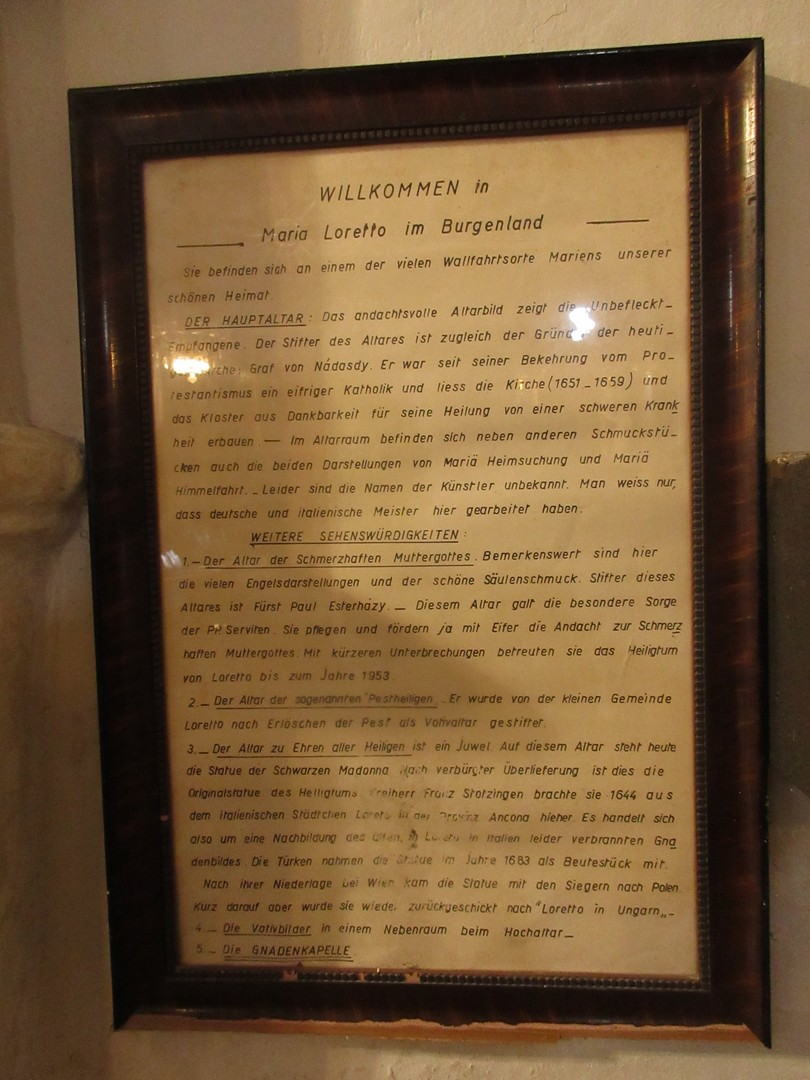 WILLKOMMEN in
Maria Loretto im Burgenland
Sie befinden sich an einem der vielen Wallfahrtsorte Mariens unserer
schönen Heimat
DER HAUPTALTAR: Das andachtsvolle Altarbild zeigt die Unbefleckt-
Empfangene. Der Stifter des Altares ist zugleich der der heuti-
Graf von Nádasdy. Er war seit seiner Bekehrung vom Pro-
testantismus ein eifriger Katholik und liess die Kirche (1651-1659) und
das Kloster aus Dankbarkeit für seine Heilung von einer schweren Krank
heit erbauen. — Im Altarraum befinden sich neben anderen Schmuckstü-
cken auch die beiden Darstellungen von Mariä Heimsuchung und Mariä
Himmelfahrt. - Leider sind die Namen der Künstler unbekannt. Man weiss nur,
dass deutsche und italienische Meister hier gearbeitet haben.
WEITERE SEHENSWÜRDIGKEITEN:
1.- Der Altar der Schmerzhaften Muttergottes. Bemerkenswert sind hier
die vielen Engelsdarstellungen und der schöne Säulenschmuck. Stifter dieses
Altares ist Fürst Paul Esterházy. — Diesem Altar galt die besondere Sorge
der PP. Serviten. Sie pflegen und fördern ja mit Eifer die Andacht zur Schmerz
haften Muttergottes. Mit kürzeren Unterbrechungen betreuten sie das Heiligtum
von Loretto bis zum Jahre 1953
2.- Der Altar der sogenannten Pestheiligen. Er wurde von der kleinen Gemeinde
Loretto nach Erlöschen der Pest als Votivaltar gestiftet.
3.- Der Altar zu Ehren aller Heiligen ist ein Juwel. Auf diesem Altar steht heute
die Statue der Schwarzen Madonna Nach verbürgter Überlieferung ist dies die
Originalstatue des Heiligtums Freiherr Franz Stotzingen brachte sie 1644 aus
dem italienischen Städtchen Loreto in der Provinz Ancona hieher. Es handelt sich
also um eine Nachbildung des in Loreto in Italien leider verbrannten Gna
denbildes. Die Türken nahmen die Statue im Jahre 1683 als Beutestück mit.
Nach ihrer Niederlage bei Wien kam die Statue mit den Siegern nach Polen.
Kurz darauf aber wurde sie wieder zurückgeschickt nach "Loretto in Ungarn„-
4.- Die Votivbilder in einem Nebenraum beim Hochaltar-
5.- Die GNADENKAPELLE